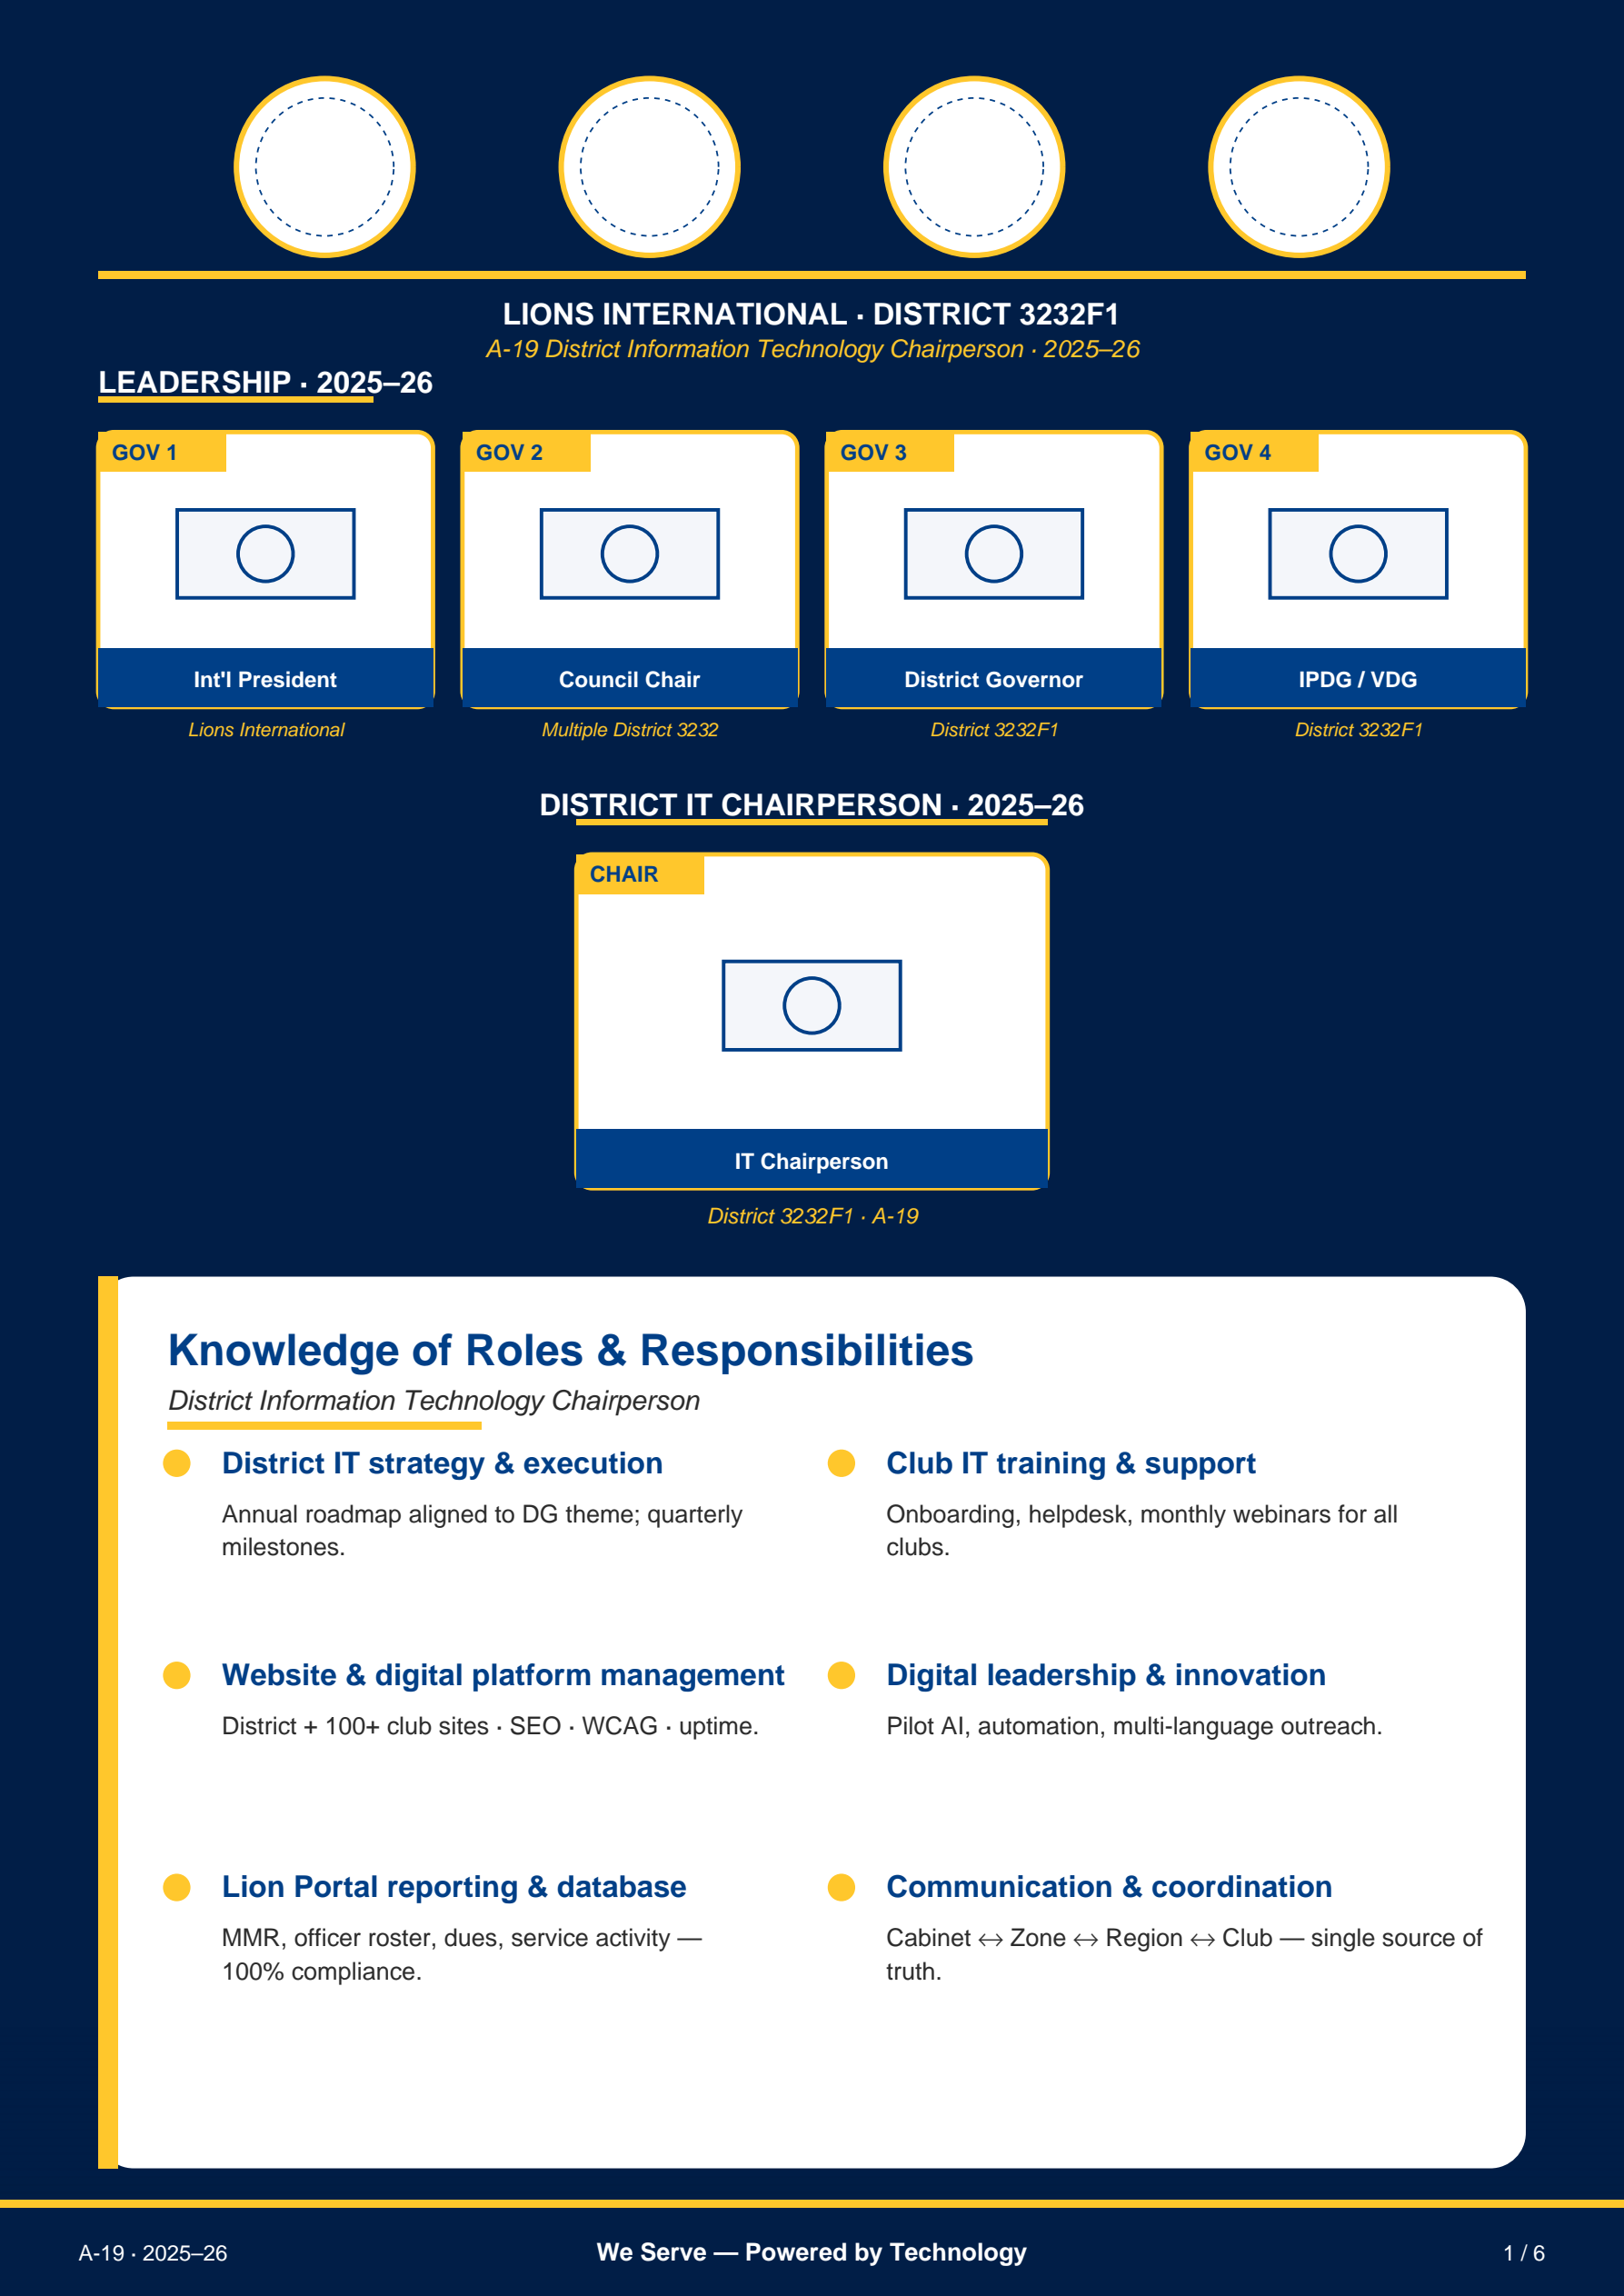 LIONS INTERNATIONAL · DISTRICT 3232F1
A-19 District Information Technology Chairperson · 2025–26
LEADERSHIP · 2025–26
GOV 1
GOV 2
GOV 3
GOV 4
Int'l President
Council Chair
District Governor
IPDG / VDG
Lions International
Multiple District 3232
District 3232F1
District 3232F1
DISTRICT IT CHAIRPERSON · 2025–26
CHAIR
IT Chairperson
District 3232F1 · A-19
Knowledge of Roles & Responsibilities
District Information Technology Chairperson
District IT strategy & execution
Annual roadmap aligned to DG theme; quarterly
milestones.
Club IT training & support
Onboarding, helpdesk, monthly webinars for all
clubs.
Website & digital platform management
District + 100+ club sites · SEO · WCAG · uptime.
Digital leadership & innovation
Pilot AI, automation, multi-language outreach.
Lion Portal reporting & database
MMR, officer roster, dues, service activity —
100% compliance.
Communication & coordination
Cabinet ↔ Zone ↔ Region ↔ Club — single source of
truth.
A-19 · 2025–26
We Serve — Powered by Technology
1 / 6